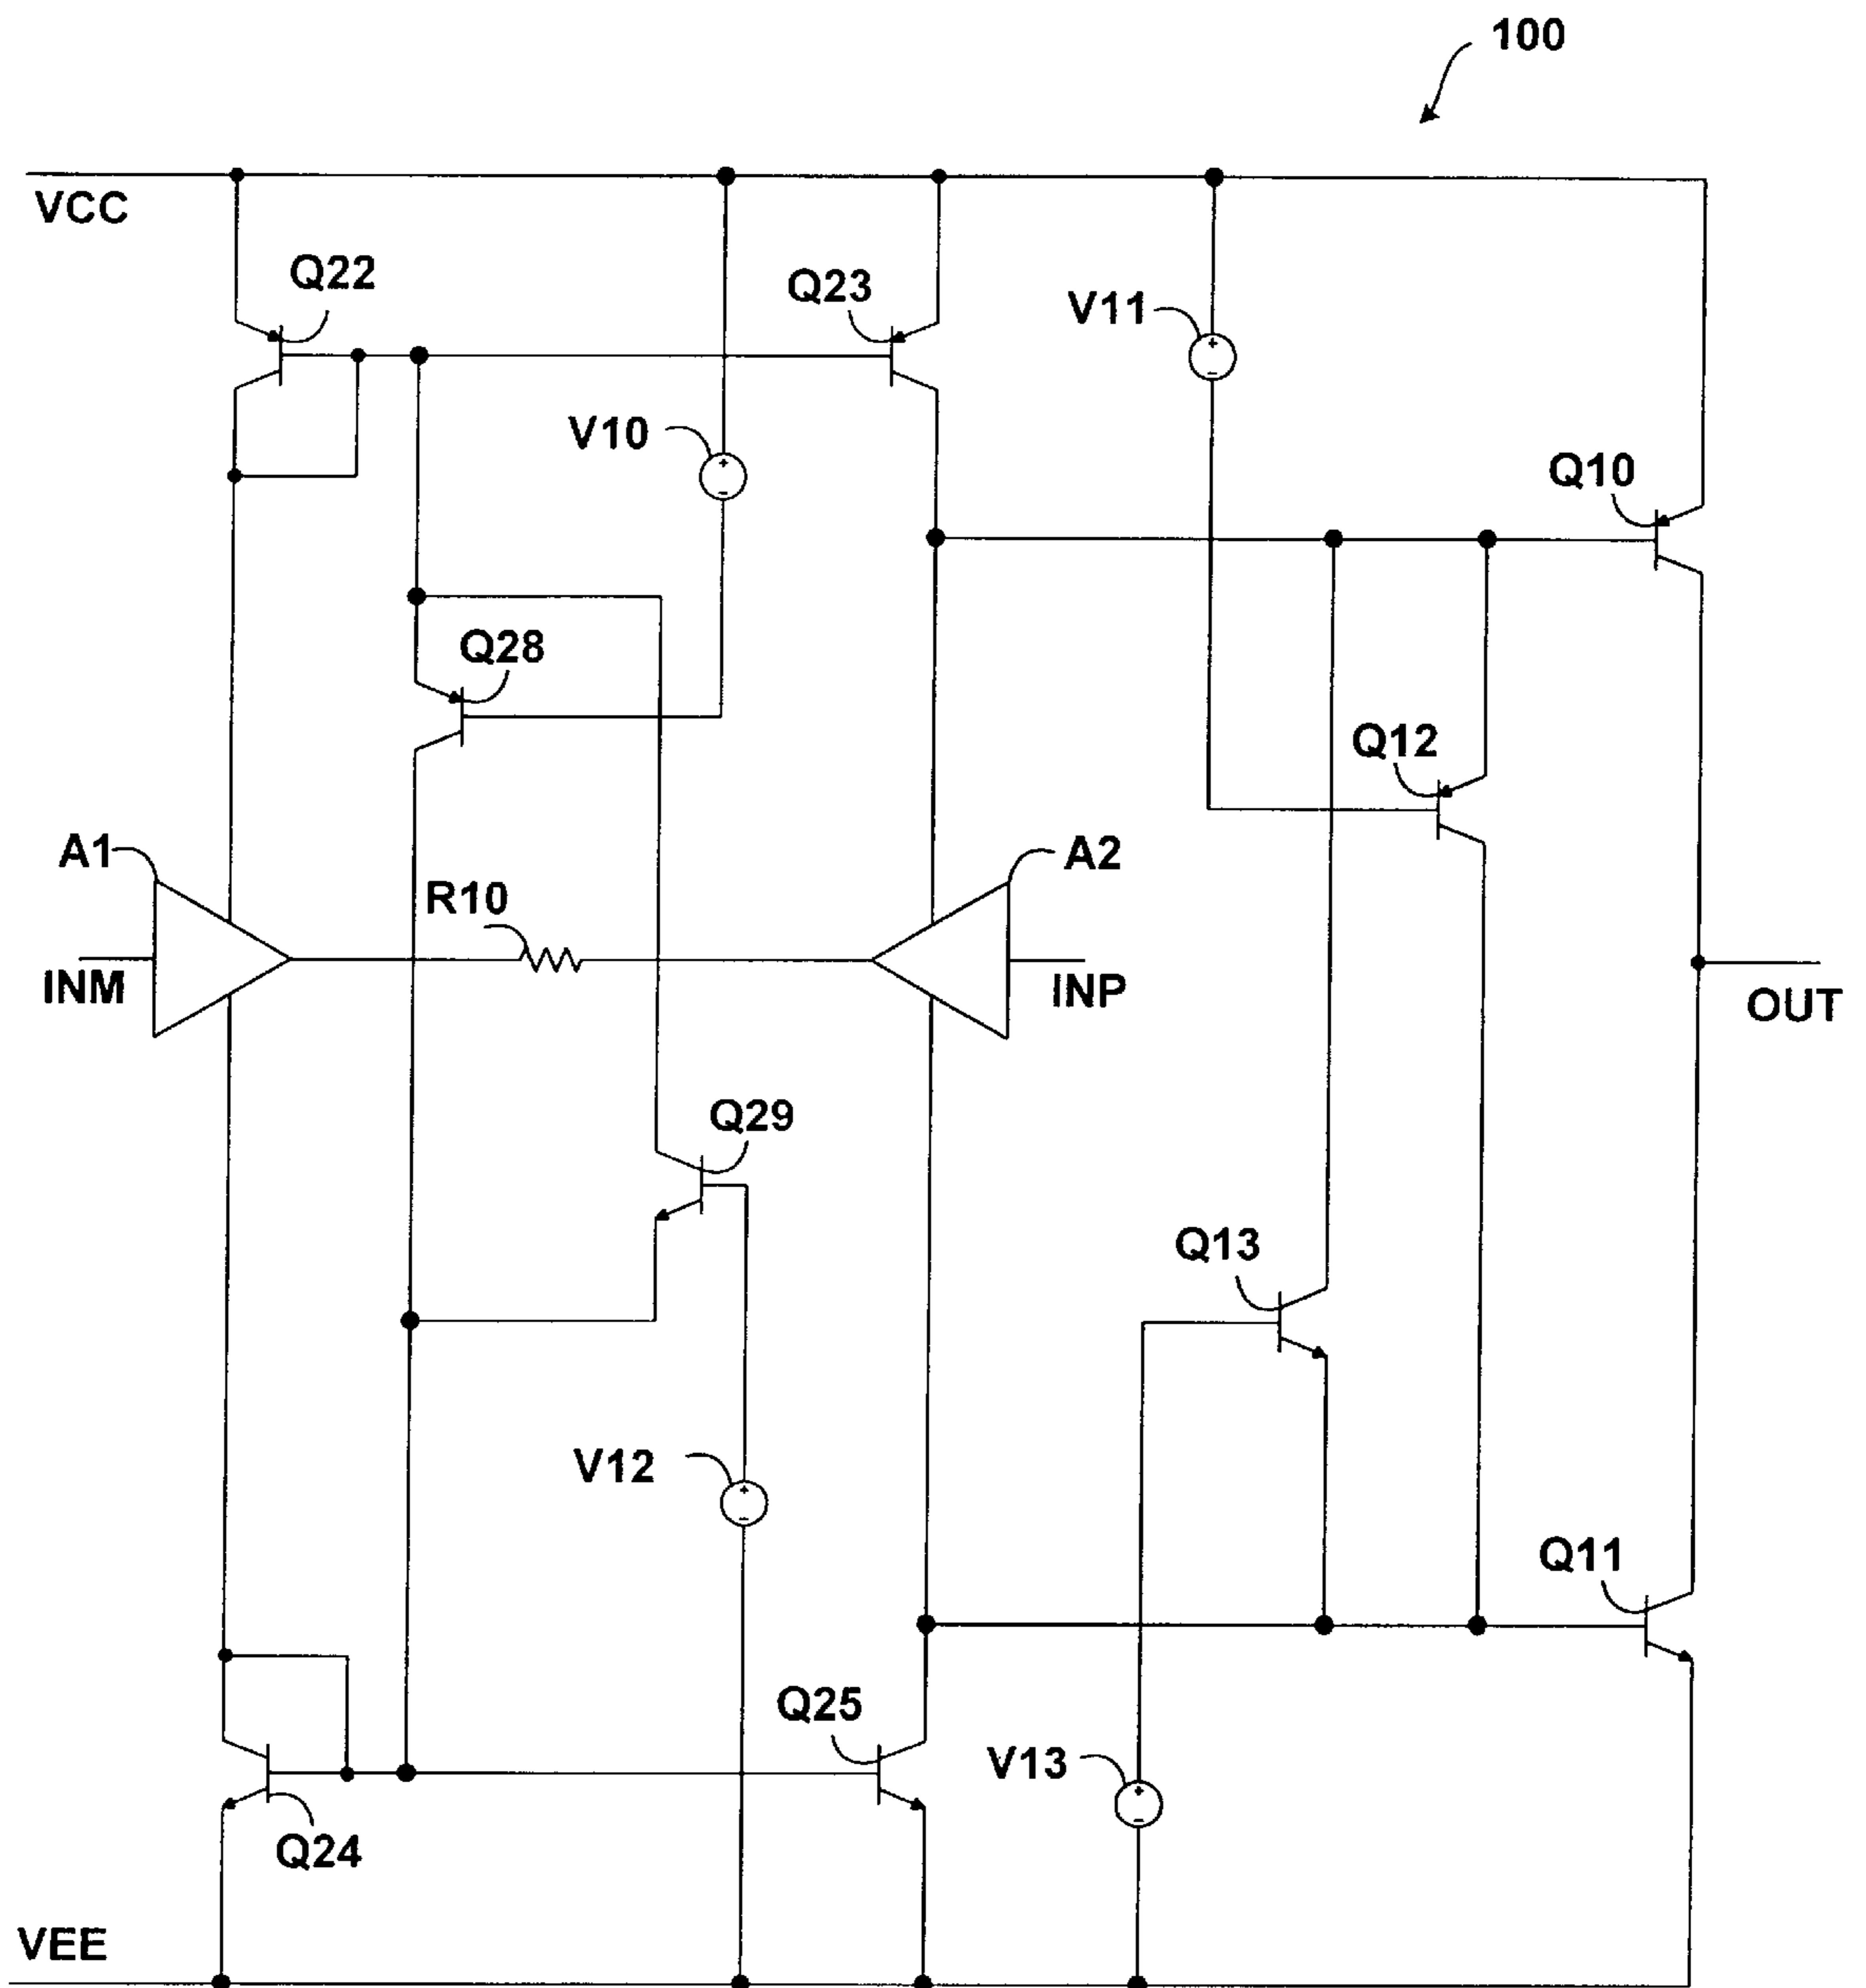 100
VCC
Q22
Q23
V11
V10
Q10
Q28
Q12
A1
A2
R10
INM
INP
OUT
Q29
Q13
V12
Q11
Q25
V13
Q24
VEE